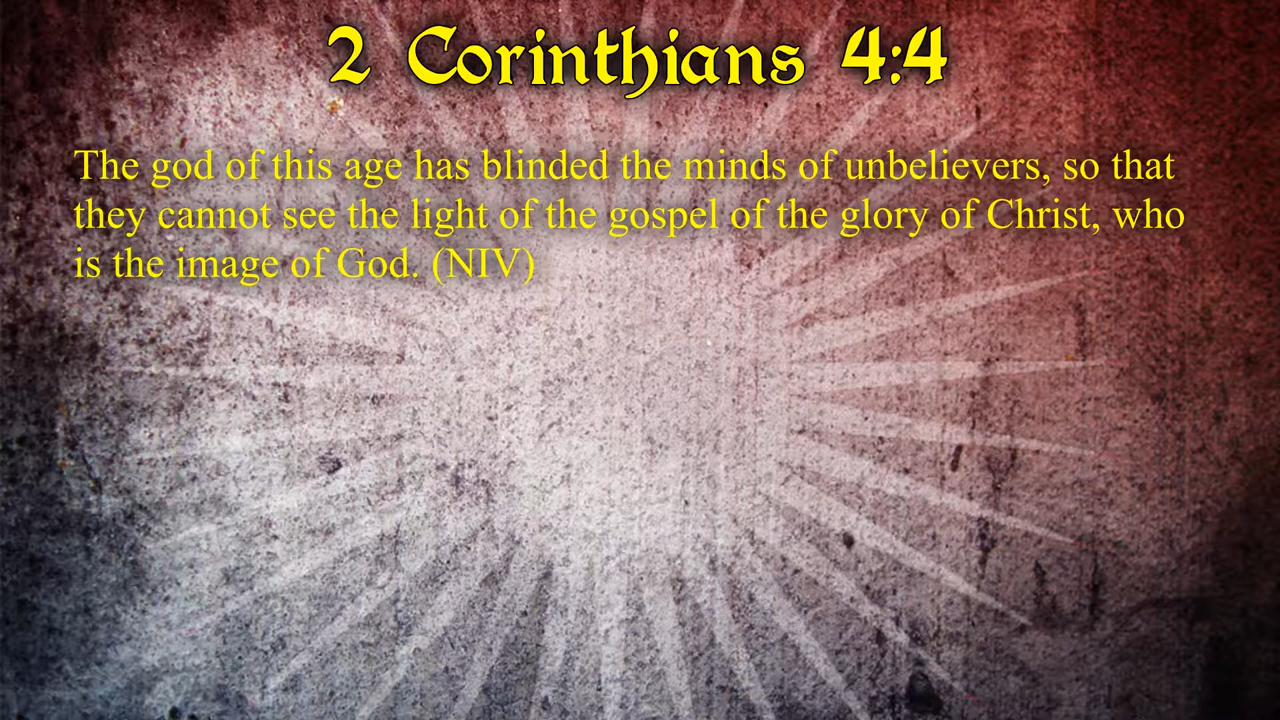 2 Corinthians 4:4
The god of this age has blinded the minds of unbelievers, so that
they cannot see the light of the gospel of the glory of Christ, who
is the image of God. (NIV)